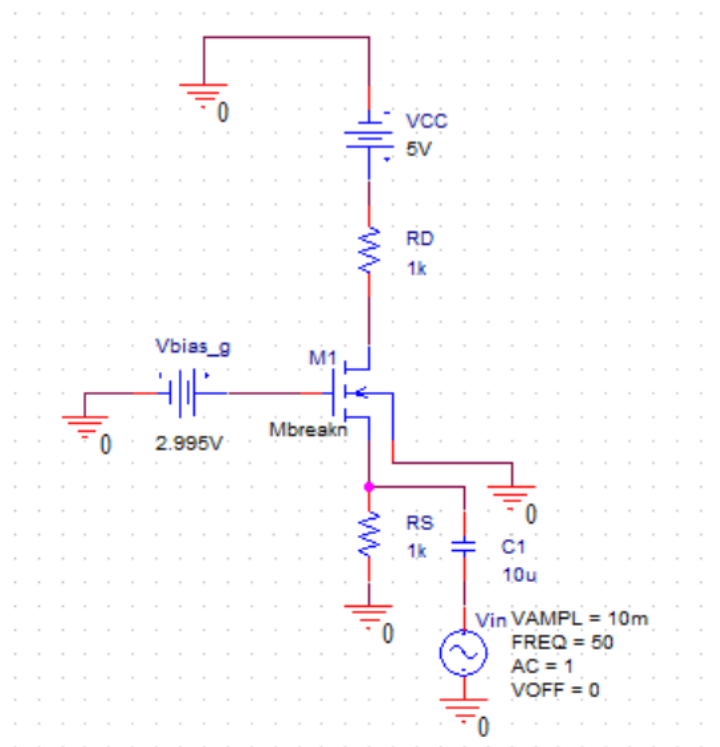 0
VCC
5V
RD
1k
Vbias_g
M1
0
2.995V
Mbreakn
0
RS
1k
C1
10u
0
Vin
VAMPL = 10m
FREQ = 50
AC = 1
VOFF = 0
0